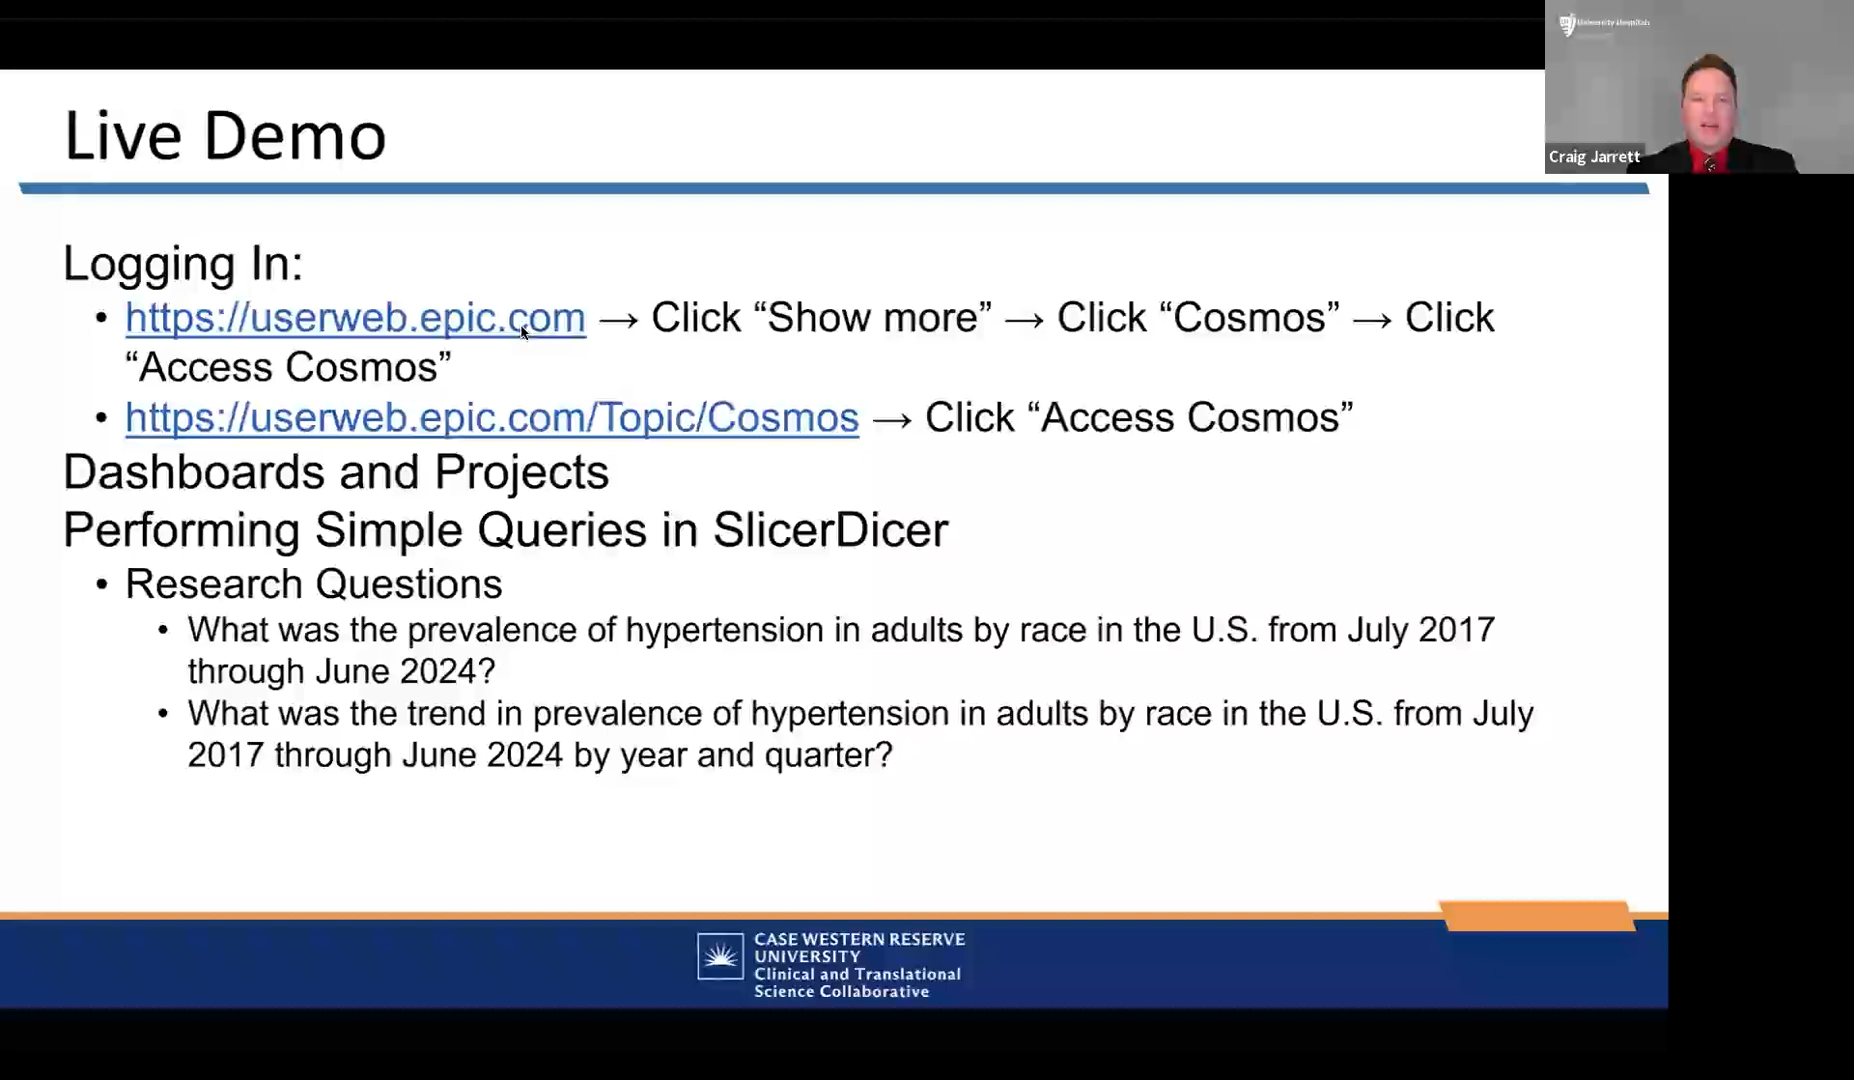 University Hospitals
Craig Jarrett
Live Demo
Logging In:
• https://userweb.epic.com → Click “Show more” → Click “Cosmos” → Click
“Access Cosmos”
• https://userweb.epic.com/Topic/Cosmos → Click “Access Cosmos”
Dashboards and Projects
Performing Simple Queries in SlicerDicer
• Research Questions
• What was the prevalence of hypertension in adults by race in the U.S. from July 2017
through June 2024?
• What was the trend in prevalence of hypertension in adults by race in the U.S. from July
2017 through June 2024 by year and quarter?
CASE WESTERN RESERVE
UNIVERSITY
Clinical and Translational
Science Collaborative